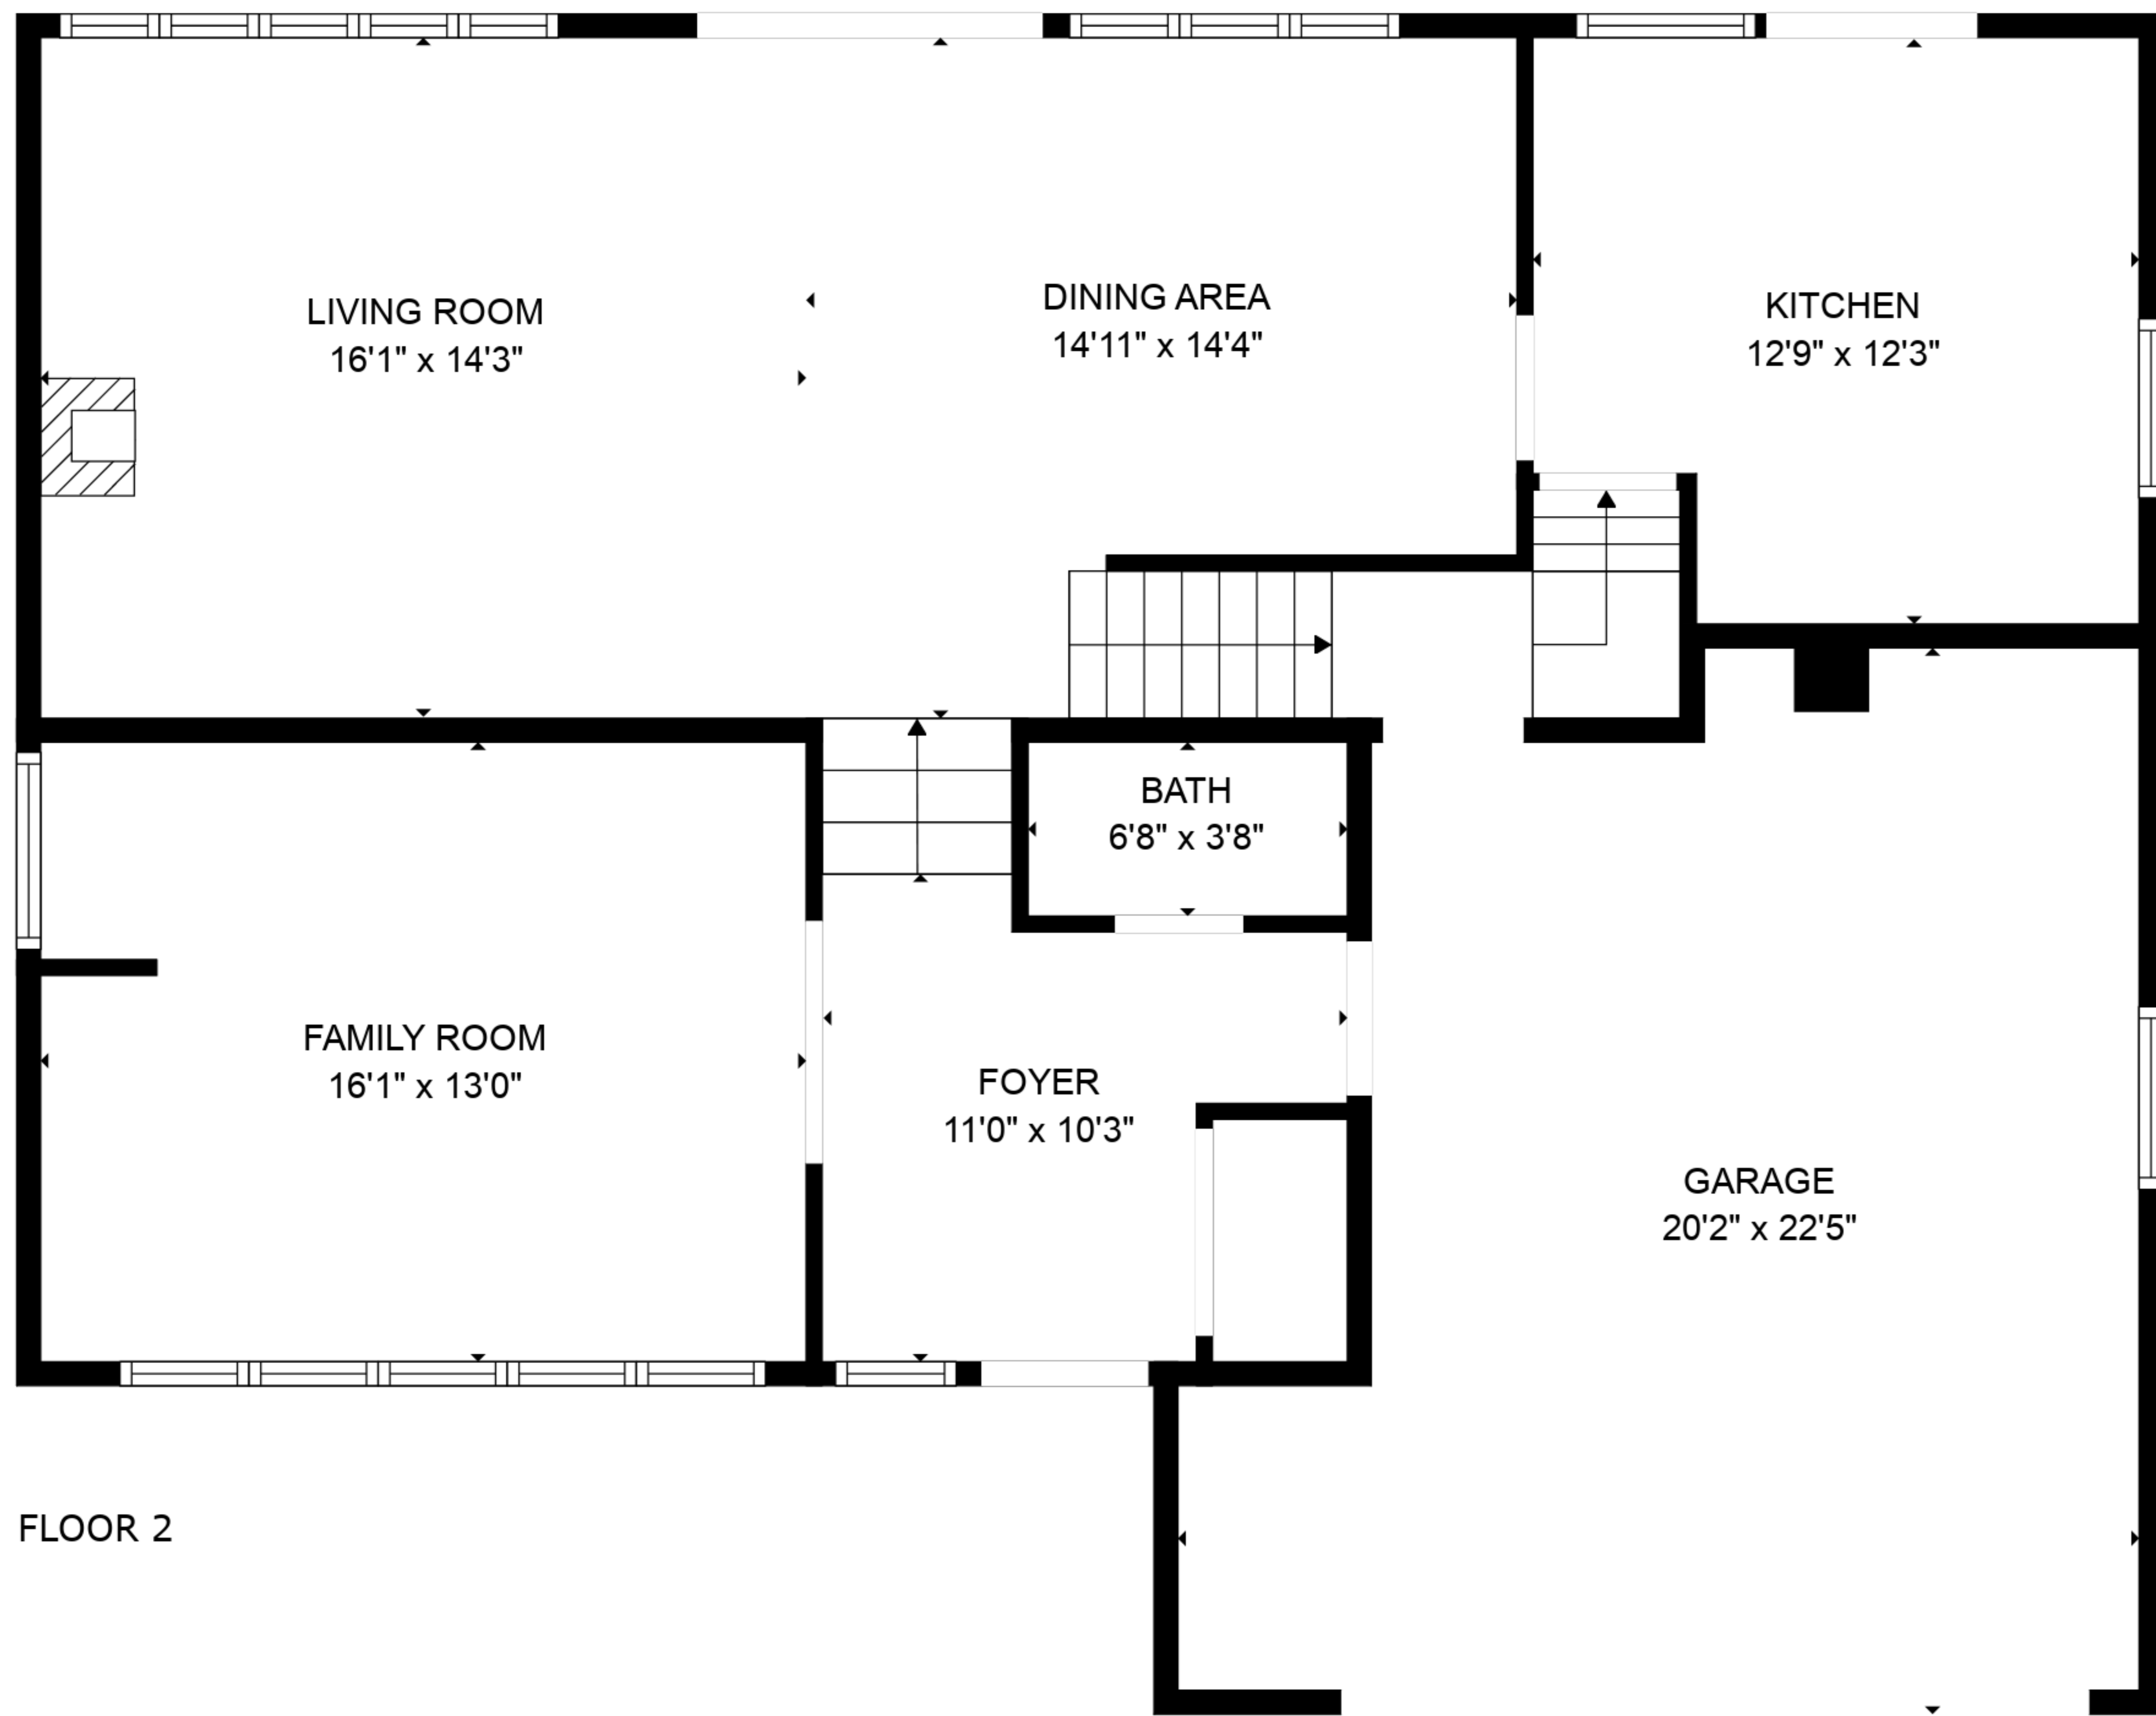 LIVING ROOM
16'1" x 14'3"
DINING AREA
14'11" x 14'4"
KITCHEN
12'9" x 12'3"
BATH
6'8" x 3'8"
FAMILY ROOM
16'1" x 13'0"
FOYER
11'0" x 10'3"
GARAGE
20'2" x 22'5"
FLOOR 2